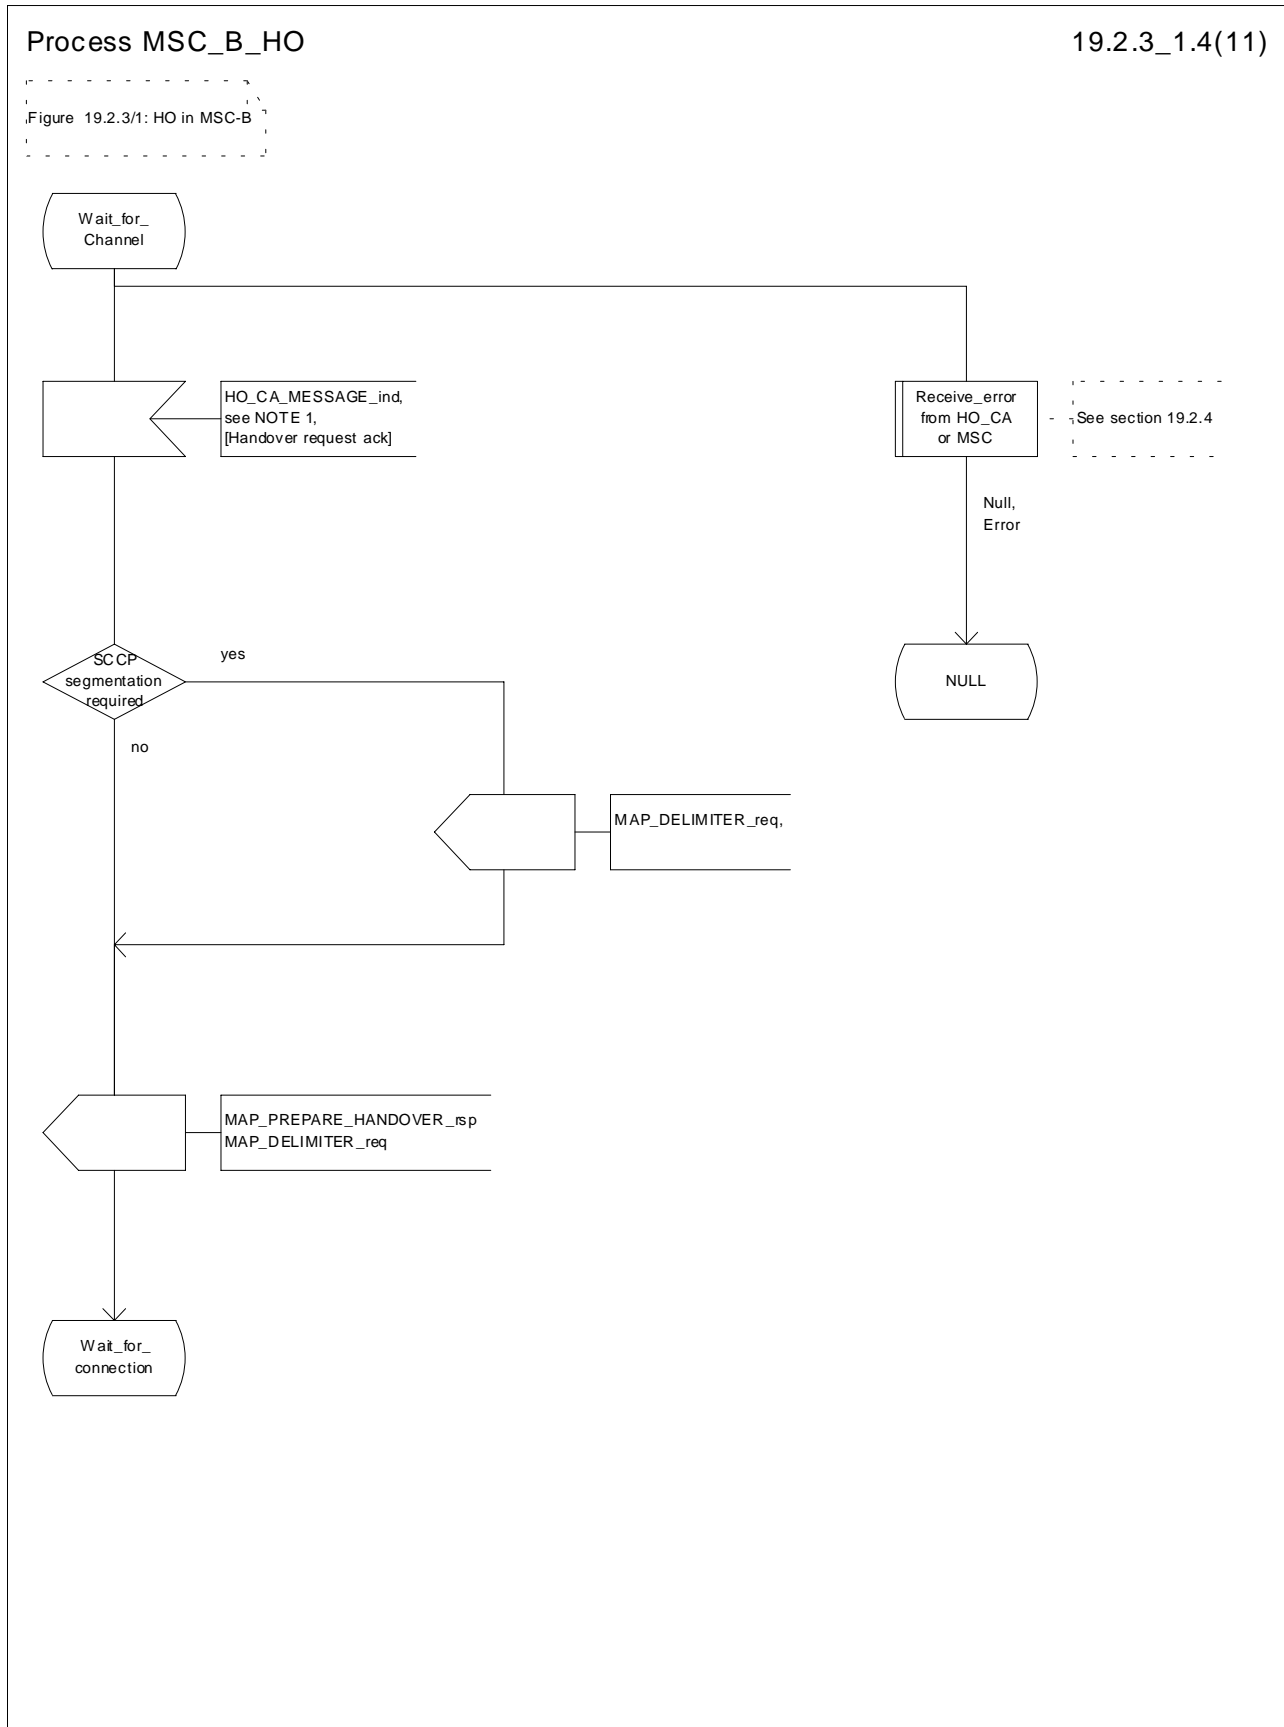 Process MSC_B_HO
19.2.3_1.4(11)
Figure 19.2.3/1: HO in MSC-B
Wait_for_
Channel
HO_CA_MESSAGE_ind,
see NOTE 1,
[Handover request ack]
Receive_error
from HO_CA
or MSC
See section 19.2.4
Null,
Error
SCCP
segmentation
required
yes
NULL
no
MAP_DELIMITER_req,
MAP_PREPARE_HANDOVER_rsp
MAP_DELIMITER_req
Wait_for_
connection